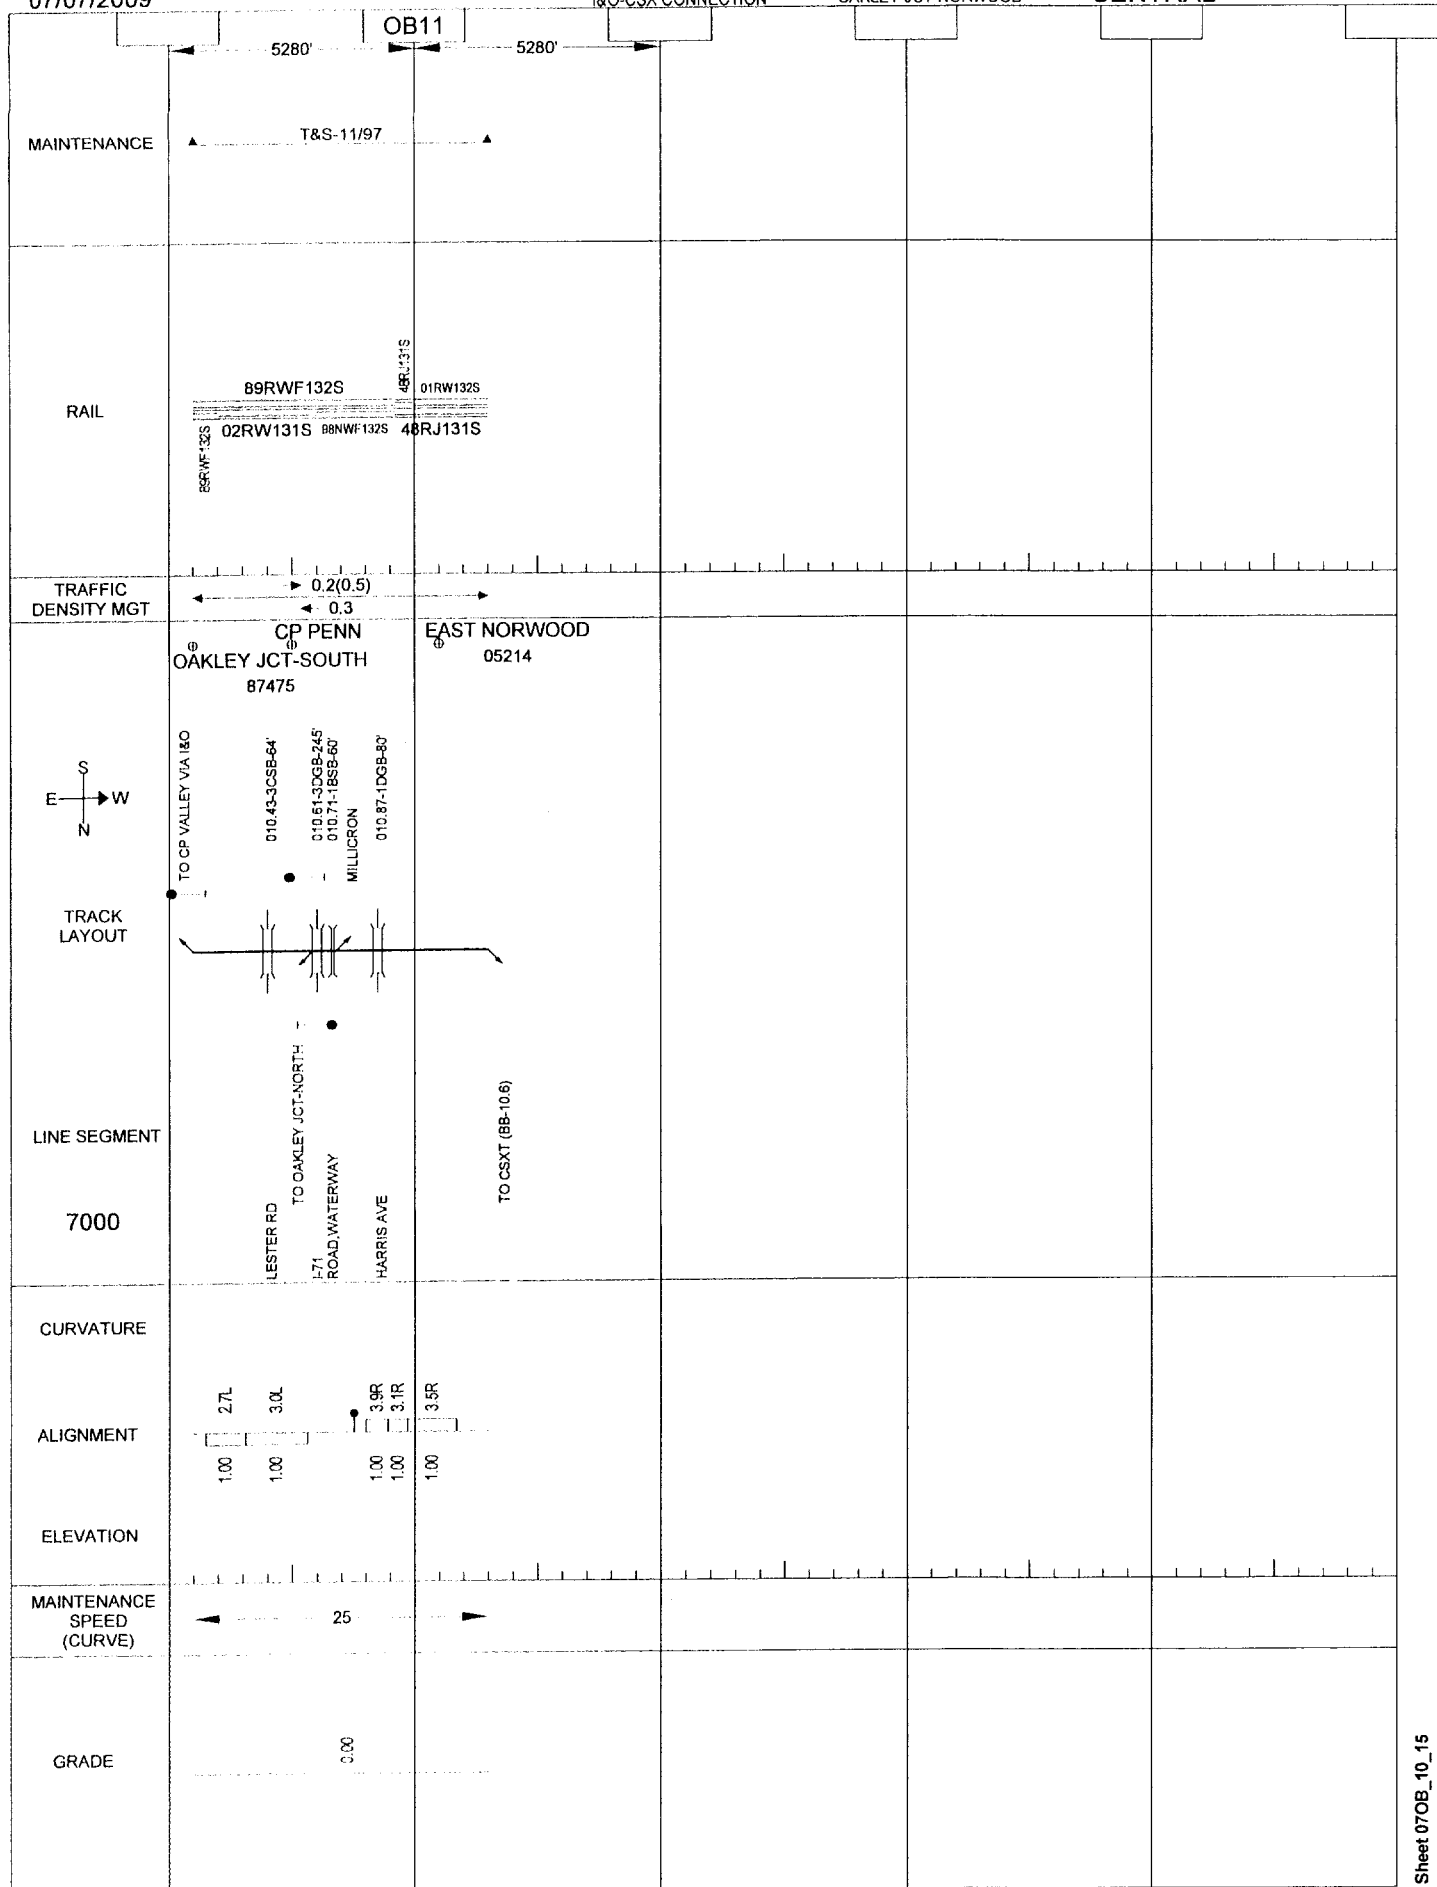 07/07/2009
I&O-CSX CONNECTION
OAKLEY JCT-NORWOOD
CENTRAL
OB11
5280'
5280'
MAINTENANCE
T&S-11/97
RAIL
89RWF132S
48RJ131S
01RW132S
89RWF132S
02RW131S
98NWF132S
48RJ131S
TRAFFIC
DENSITY MGT
0.2(0.5)
0.3
CP PENN
EAST NORWOOD
OAKLEY JCT-SOUTH
05214
87475
S
E
W
N
TO CP VALLEY VIA I&O
010.43-3CSB-64'
010.61-3DGB-245'
010.71-1BSB-60'
MILLICRON
010.87-1DGB-80'
TRACK
LAYOUT
LINE SEGMENT
7000
LESTER RD
TO OAKLEY JCT-NORTH
I-71
ROAD,WATERWAY
HARRIS AVE
TO CSXT (BB-10.6)
CURVATURE
2.7L
3.0L
3.9R
3.1R
3.5R
ALIGNMENT
1.00
1.00
1.00
1.00
1.00
ELEVATION
MAINTENANCE
SPEED
(CURVE)
25
GRADE
0.00
Sheet 07OB_10_15